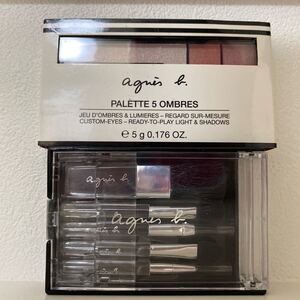 agnès b.
PALETTE 5 OMBRES
JEU D'OMBRES & LUMIERES – REGARD SUR-MESURE
CUSTOM-EYES – READY-TO-PLAY LIGHT & SHADOWS
℮ 5 g 0.176 OZ.
agnès b.
agnès b.